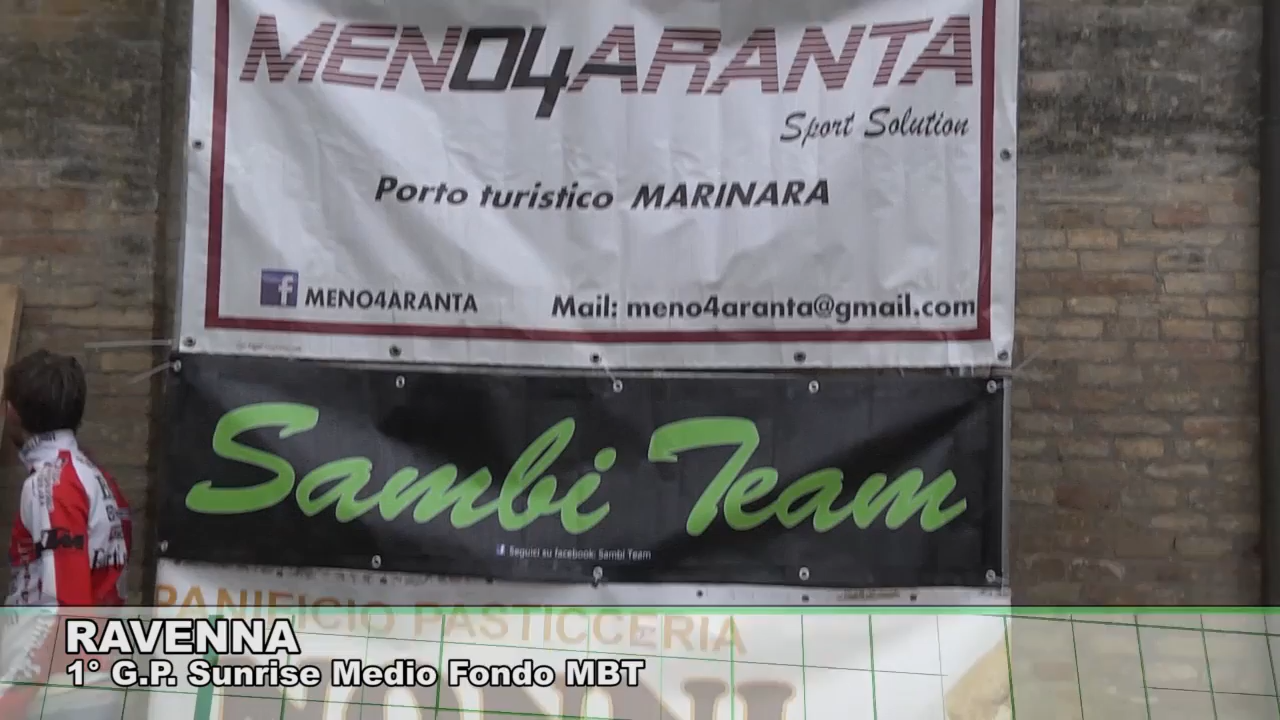 MENO4ARANTA
Sport Solution
Porto turistico MARINARA
f MENO4ARANTA
Mail: meno4aranta@gmail.com
Sambi Team
f Seguici su facebook: Sambi Team
KTM
PANIFICIO PASTICCERIA
RAVENNA
1° G.P. Sunrise Medio Fondo MBT